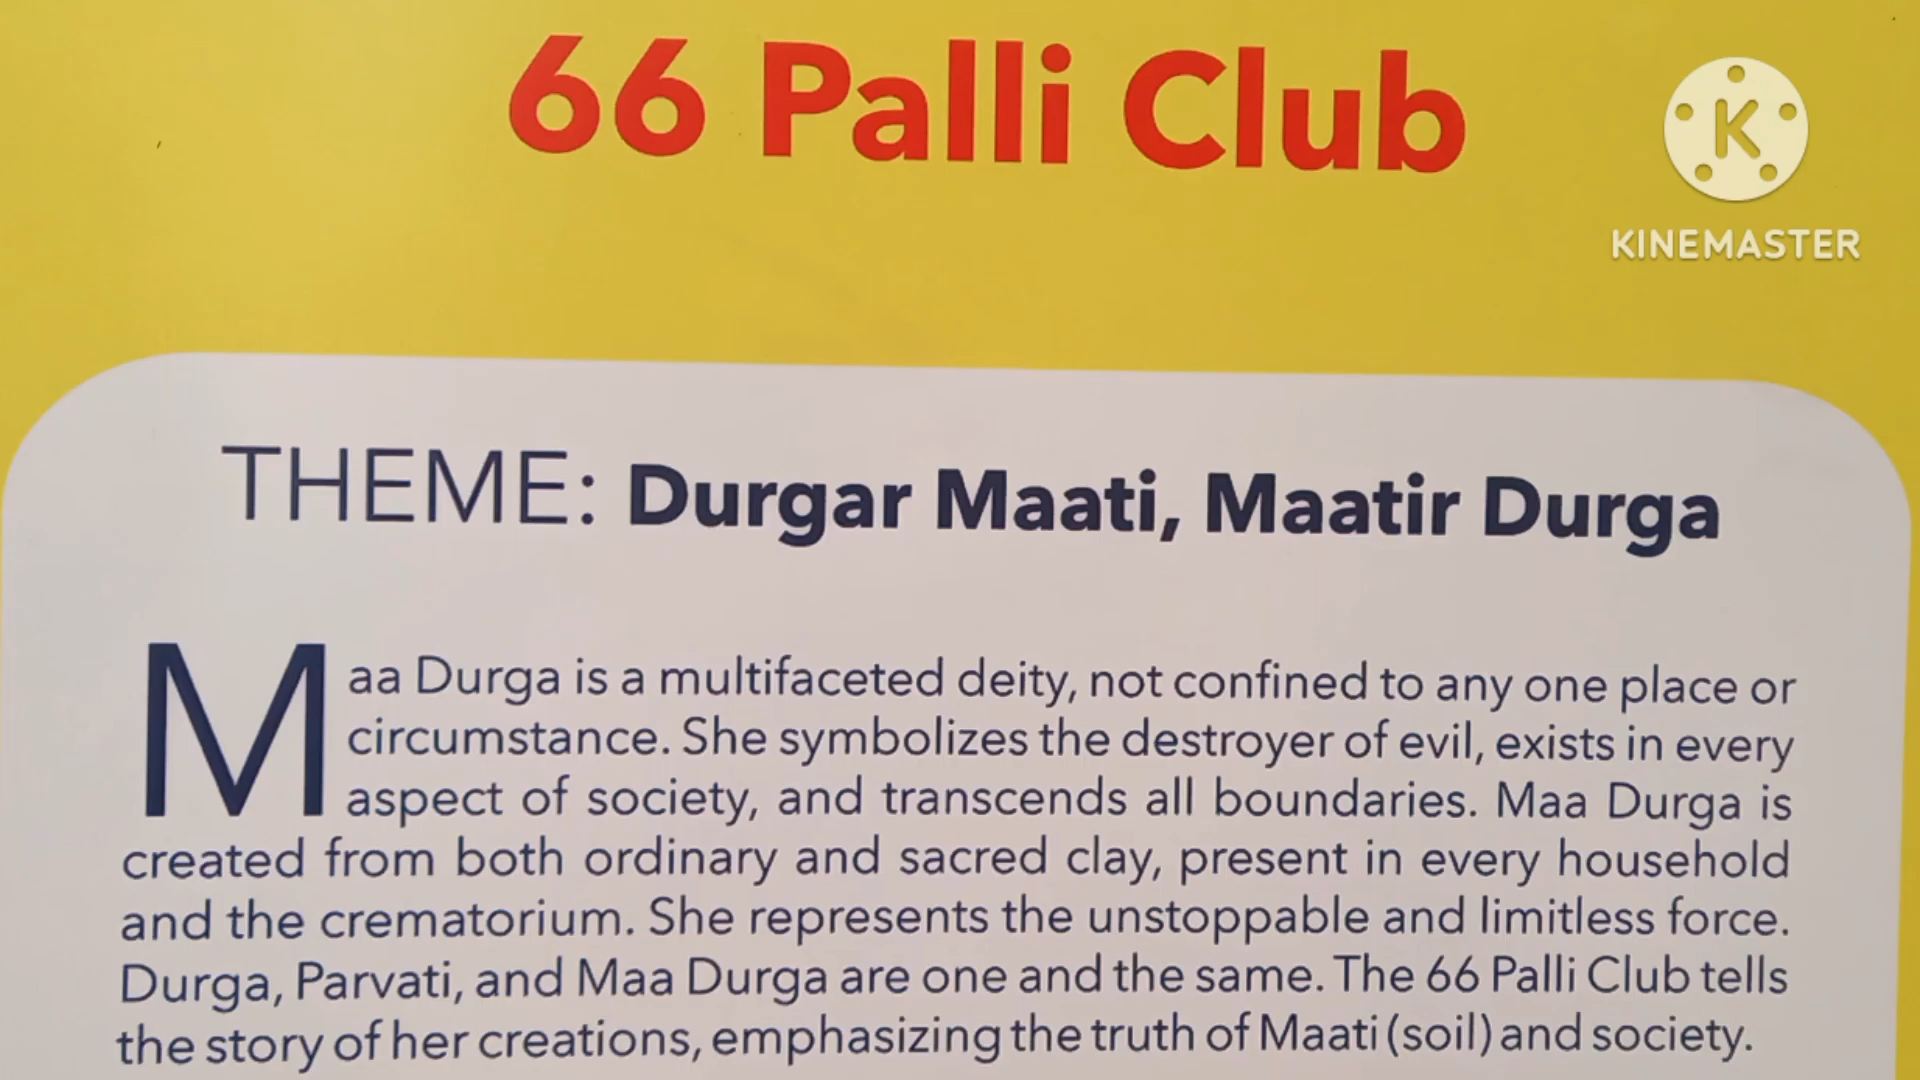 66 Palli Club
K
KINEMASTER
THEME: Durgar Maati, Maatir Durga
Maa Durga is a multifaceted deity, not confined to any one place or
circumstance. She symbolizes the destroyer of evil, exists in every
aspect of society, and transcends all boundaries. Maa Durga is
created from both ordinary and sacred clay, present in every household
and the crematorium. She represents the unstoppable and limitless force.
Durga, Parvati, and Maa Durga are one and the same. The 66 Palli Club tells
the story of her creations, emphasizing the truth of Maati (soil) and society.